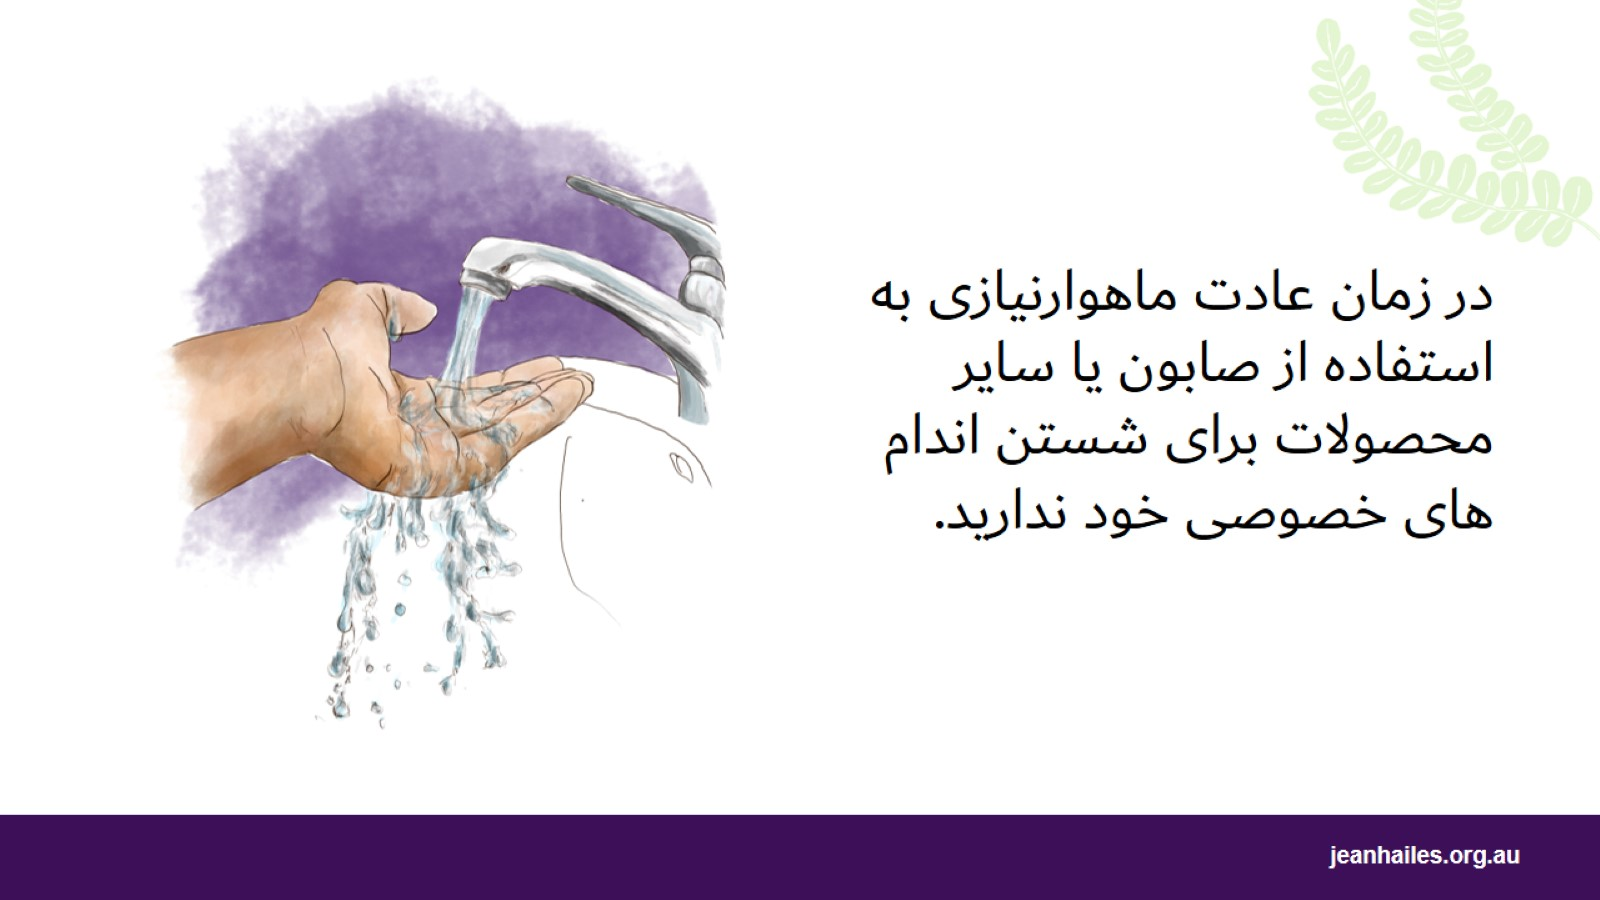 در زمان عادت ماهوارنیازی به
استفاده از صابون یا سایر
محصولات برای شستن اندام
های خصوصی خود ندارید.
jeanhailes.org.au